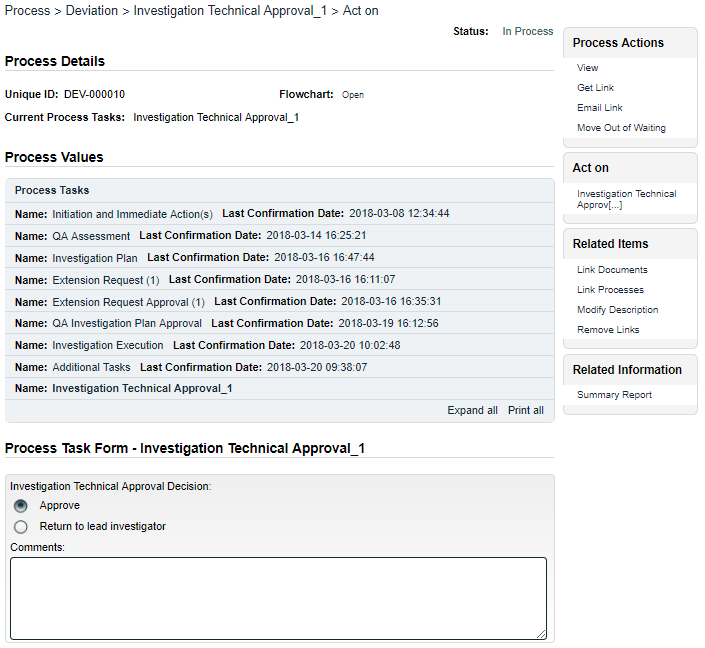 Process > Deviation > Investigation Technical Approval_1 > Act on
Status: In Process
Process Details
Unique ID: DEV-000010 Flowchart: Open
Current Process Tasks: Investigation Technical Approval_1
Process Values
Process Tasks
Name: Initiation and Immediate Action(s) Last Confirmation Date: 2018-03-08 12:34:44
Name: QA Assessment Last Confirmation Date: 2018-03-14 16:25:21
Name: Investigation Plan Last Confirmation Date: 2018-03-16 16:47:44
Name: Extension Request (1) Last Confirmation Date: 2018-03-16 16:11:07
Name: Extension Request Approval (1) Last Confirmation Date: 2018-03-16 16:35:31
Name: QA Investigation Plan Approval Last Confirmation Date: 2018-03-19 16:12:56
Name: Investigation Execution Last Confirmation Date: 2018-03-20 10:02:48
Name: Additional Tasks Last Confirmation Date: 2018-03-20 09:38:07
Name: Investigation Technical Approval_1
Expand all Print all
Process Task Form - Investigation Technical Approval_1
Investigation Technical Approval Decision:
Approve
Return to lead investigator
Comments:
Process Actions
View
Get Link
Email Link
Move Out of Waiting
Act on
Investigation Technical
Approv[...]
Related Items
Link Documents
Link Processes
Modify Description
Remove Links
Related Information
Summary Report